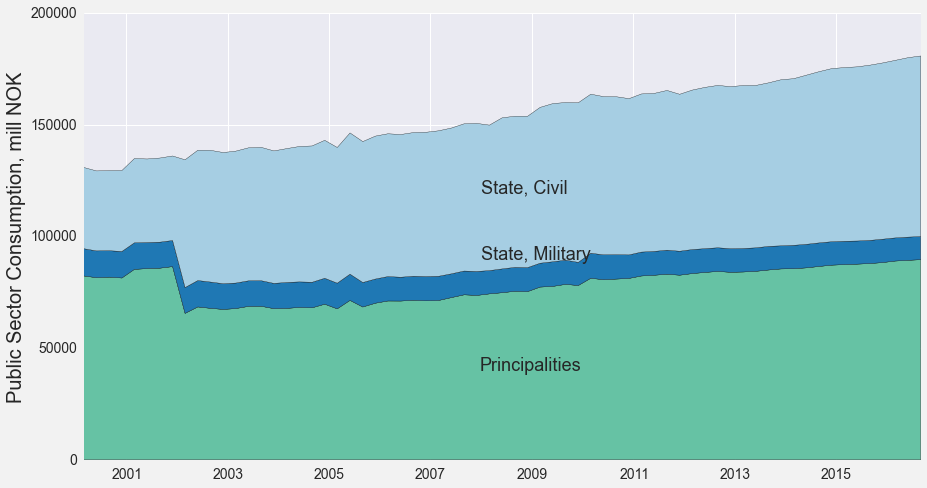 200000
150000
100000
50000
0
Public Sector Consumption, mill NOK
State, Civil
State, Military
Principalities
2001 2003 2005 2007 2009 2011 2013 2015